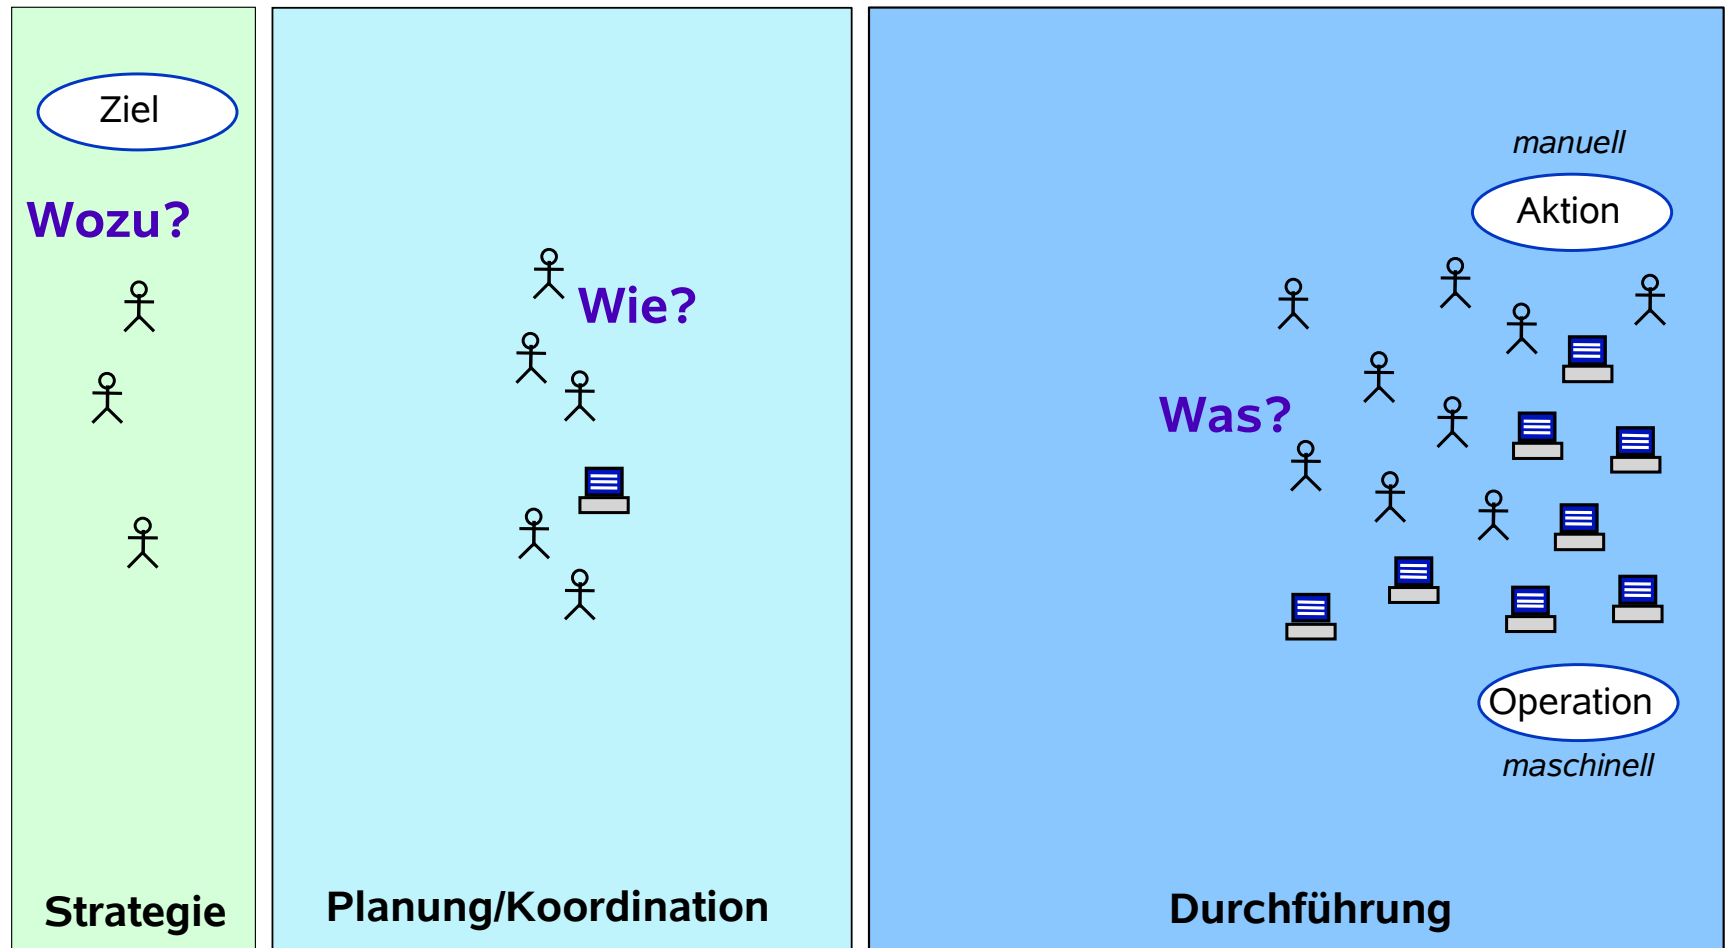 Ziel
Wozu?
Strategie
Wie?
Planung/Koordination
manuell
Aktion
Was?
Operation
maschinell
Durchführung